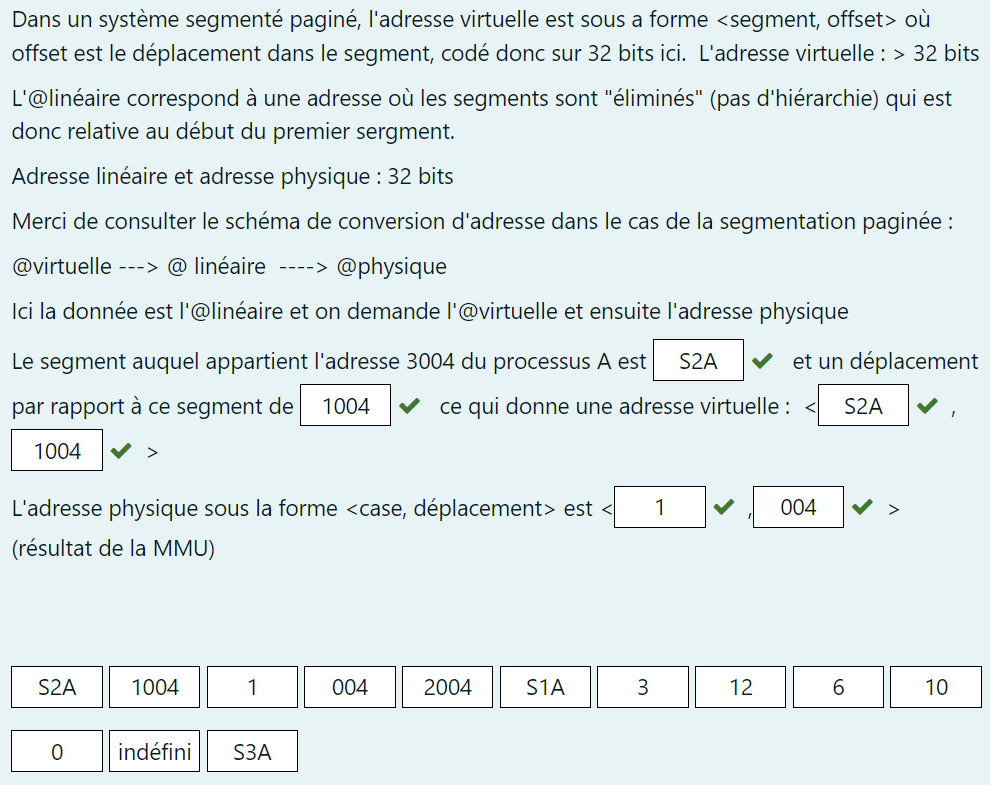 Dans un système segmenté paginé, l'adresse virtuelle est sous a forme <segment, offset> où
offset est le déplacement dans le segment, codé donc sur 32 bits ici.  L'adresse virtuelle : > 32 bits
L'@linéaire correspond à une adresse où les segments sont "éliminés" (pas d'hiérarchie) qui est
donc relative au début du premier sergment.
Adresse linéaire et adresse physique : 32 bits
Merci de consulter le schéma de conversion d'adresse dans le cas de la segmentation paginée :
@virtuelle ---> @ linéaire  ----> @physique
Ici la donnée est l'@linéaire et on demande l'@virtuelle et ensuite l'adresse physique
Le segment auquel appartient l'adresse 3004 du processus A est S2A ✔ et un déplacement
par rapport à ce segment de 1004 ✔ ce qui donne une adresse virtuelle : < S2A ✔ ,
1004 ✔ >
L'adresse physique sous la forme <case, déplacement> est < 1 ✔ , 004 ✔ >
(résultat de la MMU)
S2A 1004 1 004 2004 S1A 3 12 6 10
0 indéfini S3A